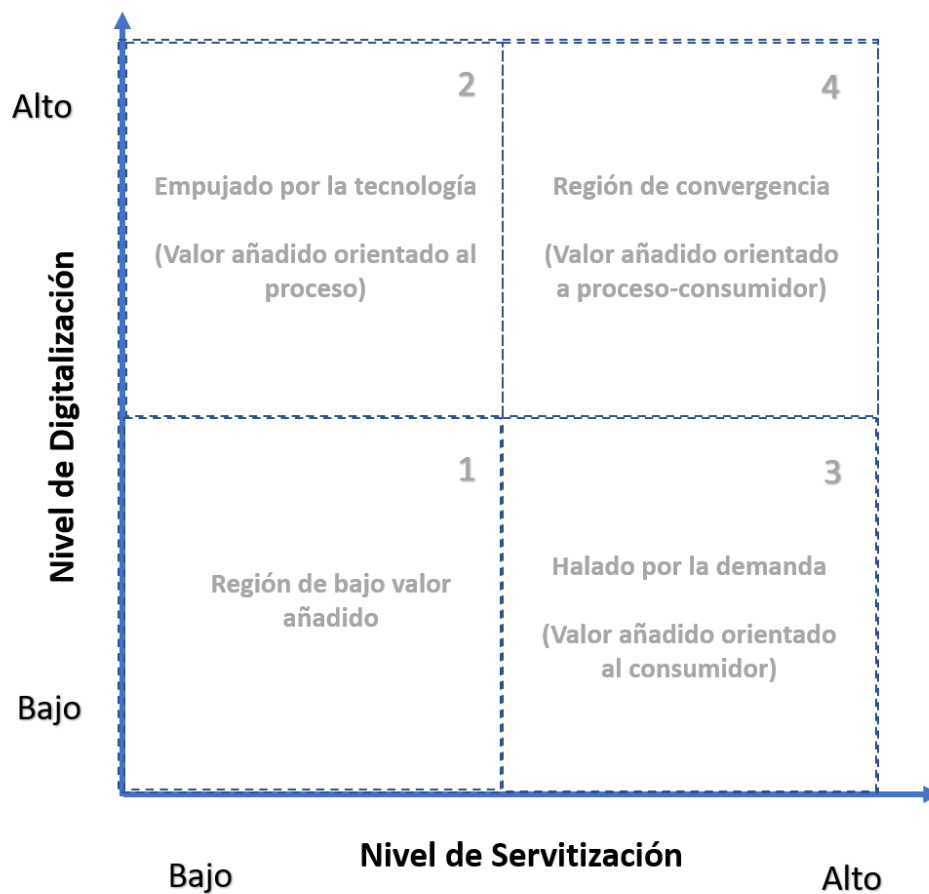 Alto
2
4
Empujado por la tecnología
(Valor añadido orientado al
proceso)
Región de convergencia
(Valor añadido orientado
a proceso-consumidor)
Nivel de Digitalización
1
3
Región de bajo valor
añadido
Halado por la demanda
(Valor añadido orientado
al consumidor)
Bajo
Bajo
Nivel de Servitización
Alto